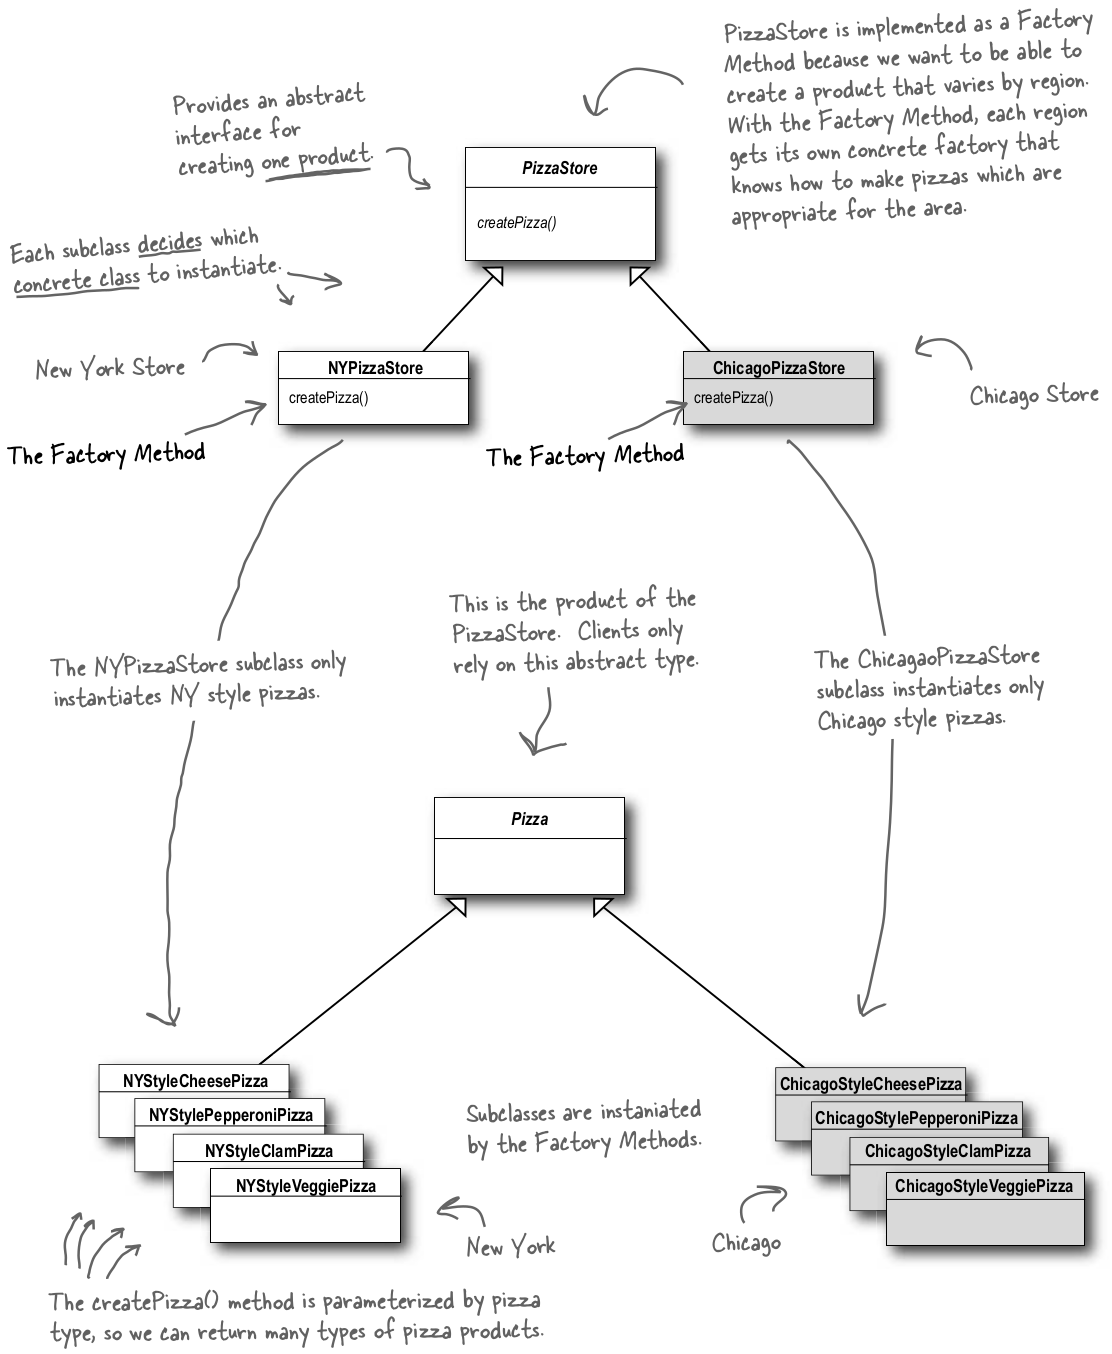 PizzaStore is implemented as a Factory
Method because we want to be able to
create a product that varies by region.
With the Factory Method, each region
gets its own concrete factory that
knows how to make pizzas which are
appropriate for the area.
Provides an abstract
interface for
creating one product.
PizzaStore
createPizza()
Each subclass decides which
concrete class to instantiate.
New York Store
NYPizzaStore
createPizza()
ChicagoPizzaStore
createPizza()
Chicago Store
The Factory Method
The Factory Method
This is the product of the
PizzaStore. Clients only
rely on this abstract type.
The NYPizzaStore subclass only
instantiates NY style pizzas.
The ChicagaoPizzaStore
subclass instantiates only
Chicago style pizzas.
Pizza
NYStyleCheesePizza
NYStylePepperoniPizza
NYStyleClamPizza
NYStyleVeggiePizza
Subclasses are instaniated
by the Factory Methods.
ChicagoStyleCheesePizza
ChicagoStylePepperoniPizza
ChicagoStyleClamPizza
ChicagoStyleVeggiePizza
New York
Chicago
The createPizza() method is parameterized by pizza
type, so we can return many types of pizza products.